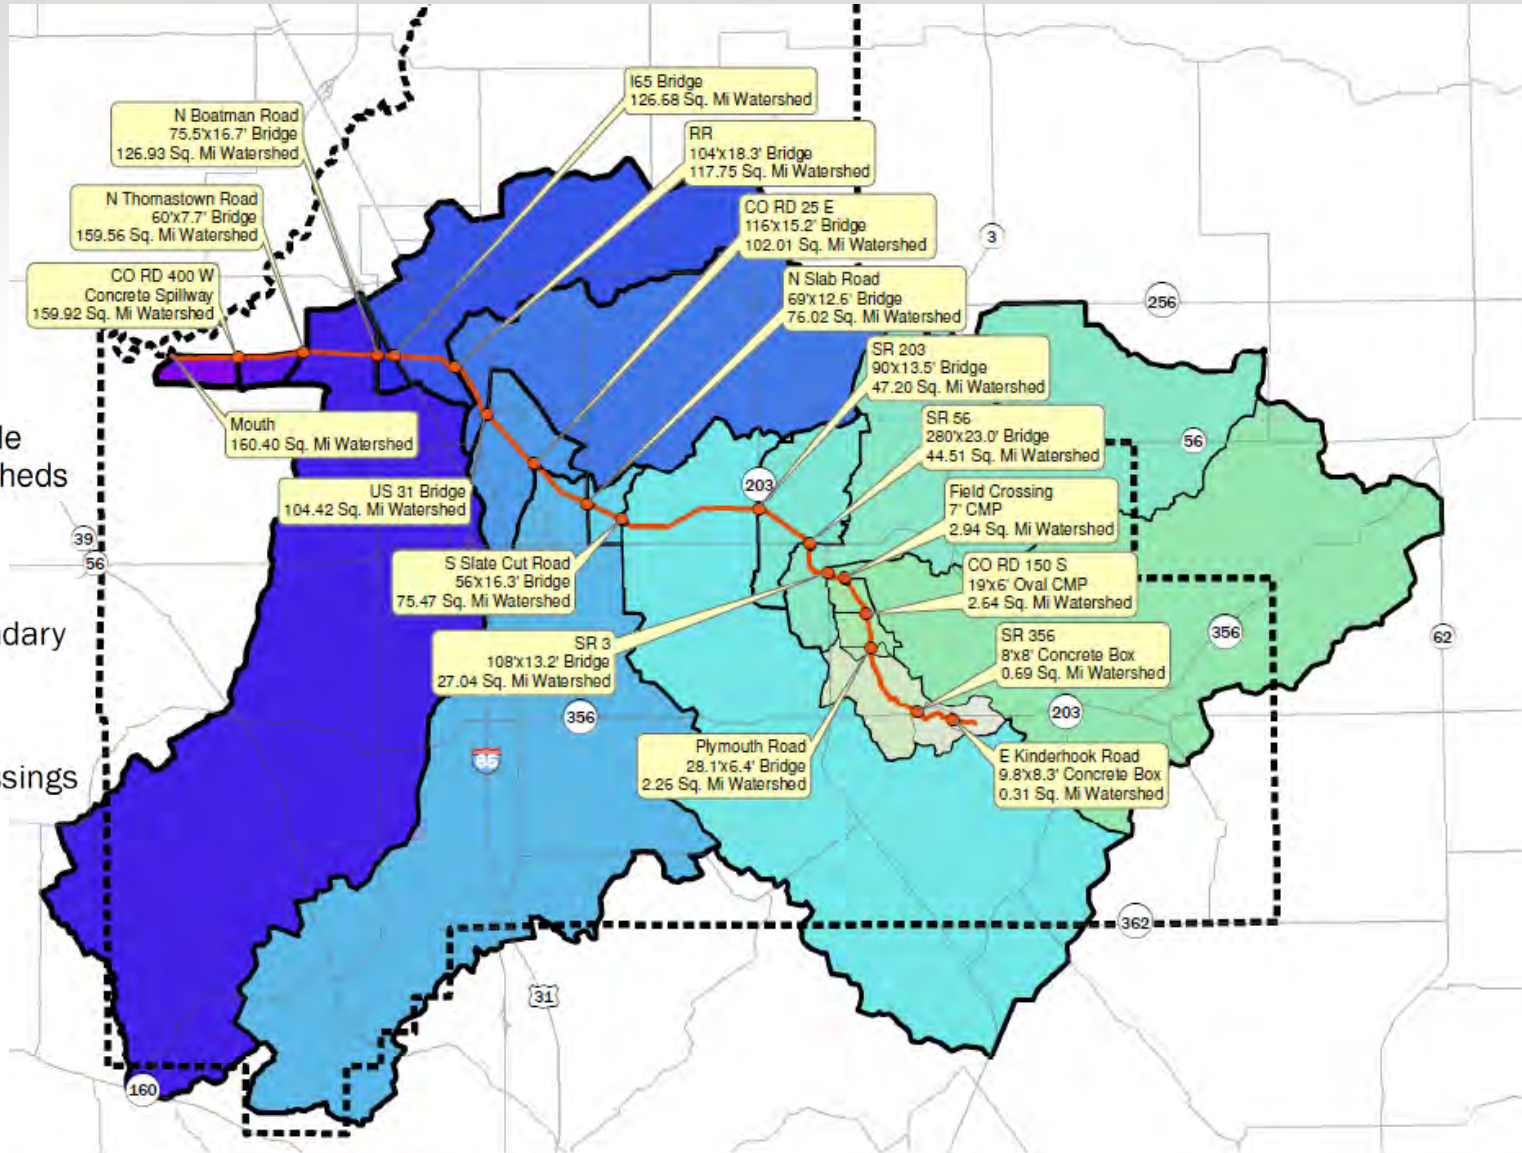 I65 Bridge
126.68 Sq. Mi Watershed
N Boatman Road
75.5'x16.7' Bridge
126.93 Sq. Mi Watershed
RR
104'x18.3' Bridge
117.75 Sq. Mi Watershed
N Thomastown Road
60'x7.7' Bridge
159.56 Sq. Mi Watershed
CO RD 25 E
116'x15.2' Bridge
102.01 Sq. Mi Watershed
3
CO RD 400 W
Concrete Spillway
159.92 Sq. Mi Watershed
N Slab Road
69'x12.6' Bridge
76.02 Sq. Mi Watershed
256
SR 203
90'x13.5' Bridge
47.20 Sq. Mi Watershed
Mouth
160.40 Sq. Mi Watershed
SR 56
280'x23.0' Bridge
44.51 Sq. Mi Watershed
56
le
heds
US 31 Bridge
104.42 Sq. Mi Watershed
203
Field Crossing
7' CMP
2.94 Sq. Mi Watershed
39
56
S Slate Cut Road
56'x16.3' Bridge
75.47 Sq. Mi Watershed
CO RD 150 S
19'x6' Oval CMP
2.64 Sq. Mi Watershed
ndary
SR 3
108'x13.2' Bridge
27.04 Sq. Mi Watershed
SR 356
8'x8' Concrete Box
0.69 Sq. Mi Watershed
356
62
356
203
65
Plymouth Road
28.1'x6.4' Bridge
2.26 Sq. Mi Watershed
E Kinderhook Road
9.8'x8.3' Concrete Box
0.31 Sq. Mi Watershed
ssings
362
31
160